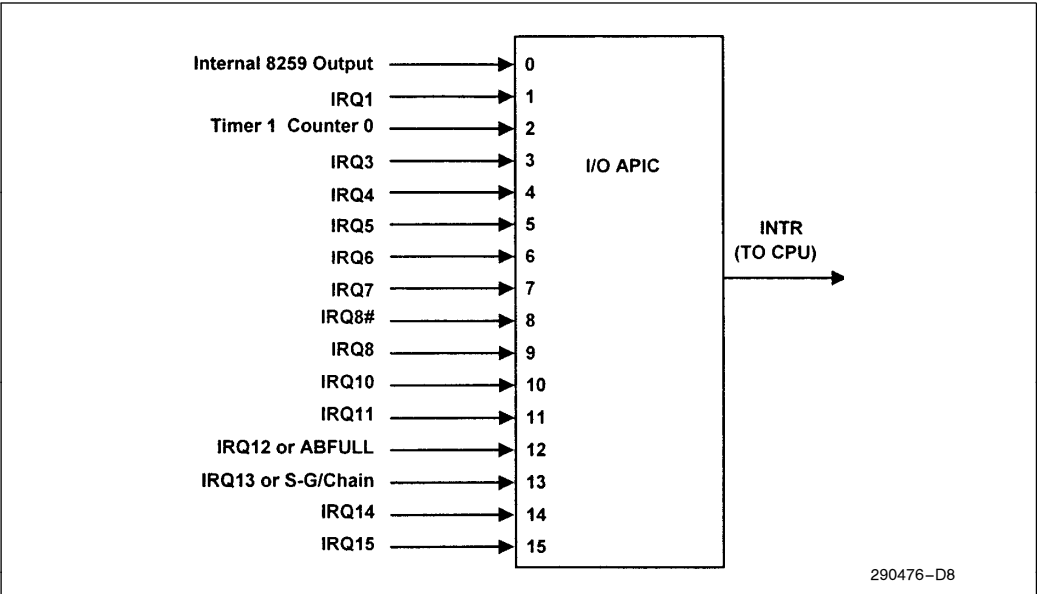 Internal 8259 Output 0
IRQ1 1
Timer 1 Counter 0 2
IRQ3 3
I/O APIC
IRQ4 4
IRQ5 5
INTR
(TO CPU)
IRQ6 6
IRQ7 7
IRQ8# 8
IRQ8 9
IRQ10 10
IRQ11 11
IRQ12 or ABFULL 12
IRQ13 or S-G/Chain 13
IRQ14 14
IRQ15 15
290476–D8